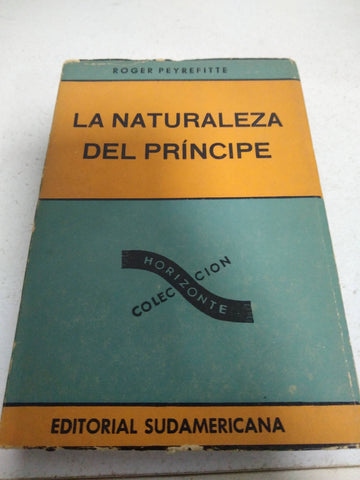 ROGER PEYREFITTE
LA NATURALEZA
DEL PRÍNCIPE
COLECCION
HORIZONTE
EDITORIAL SUDAMERICANA